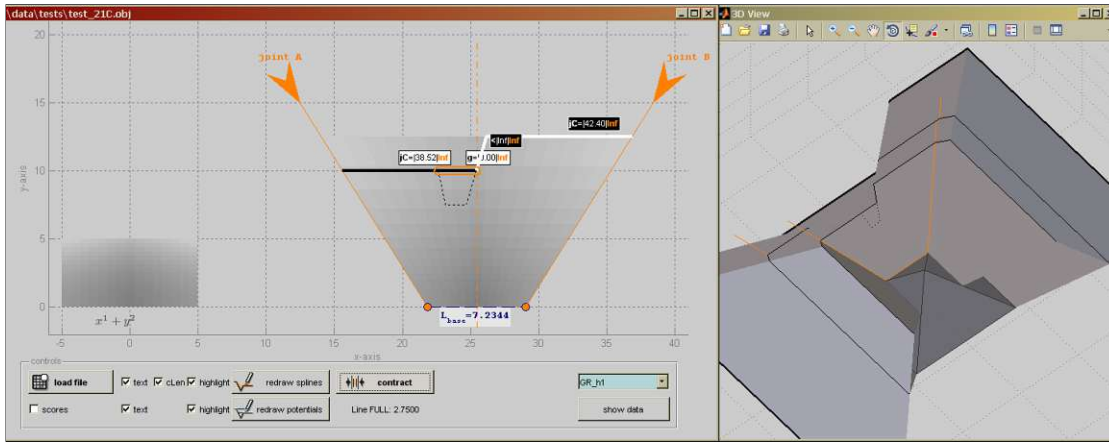 \data\tests\test_21C.obj
3D View
20
15
10
5
0
y-axis
joint A
joint B
jC=|42.40|Inf
<|Inf|Inf
jC=|38.52|Inf
L_base=7.2344
x^1 + y^2
-5 0 5 10 15 20 25 30 35 40
x-axis
controls
load file
text
cLen
highlight
redraw splines
contract
GR_h1
scores
text
highlight
redraw potentials
Line FULL: 2.7500
show data